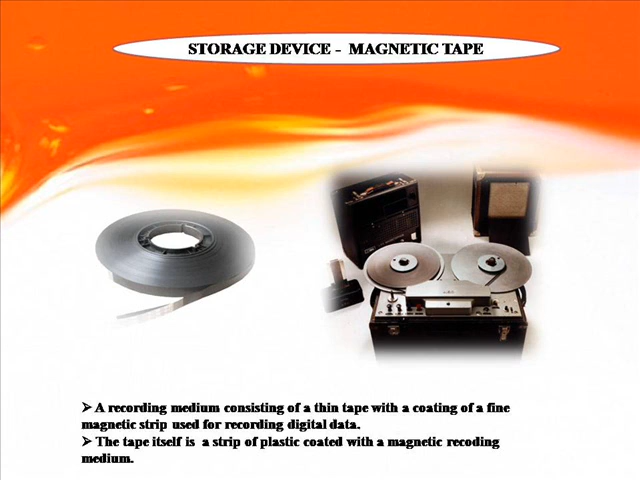 STORAGE DEVICE - MAGNETIC TAPE
➢ A recording medium consisting of a thin tape with a coating of a fine
magnetic strip used for recording digital data.
➢ The tape itself is a strip of plastic coated with a magnetic recoding
medium.